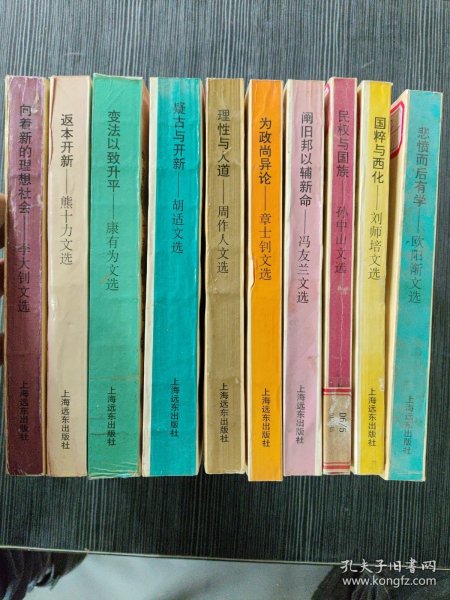 向着新的理想社会——李大钊文选
上海远东出版社
返本开新——熊十力文选
上海远东出版社
变法以致升平——康有为文选
上海远东出版社
疑古与开新——胡适文选
上海远东出版社
理性与人道——周作人文选
上海远东出版社
为政尚异论——章士钊文选
上海远东出版社
阐旧邦以辅新命——冯友兰文选
上海远东出版社
民权与国族——孙中山文选
国粹与西化——刘师培文选
上海远东出版社
悲愤而后有学——欧阳渐文选
上海远东出版社
孔夫子旧书网
www.kongfz.com